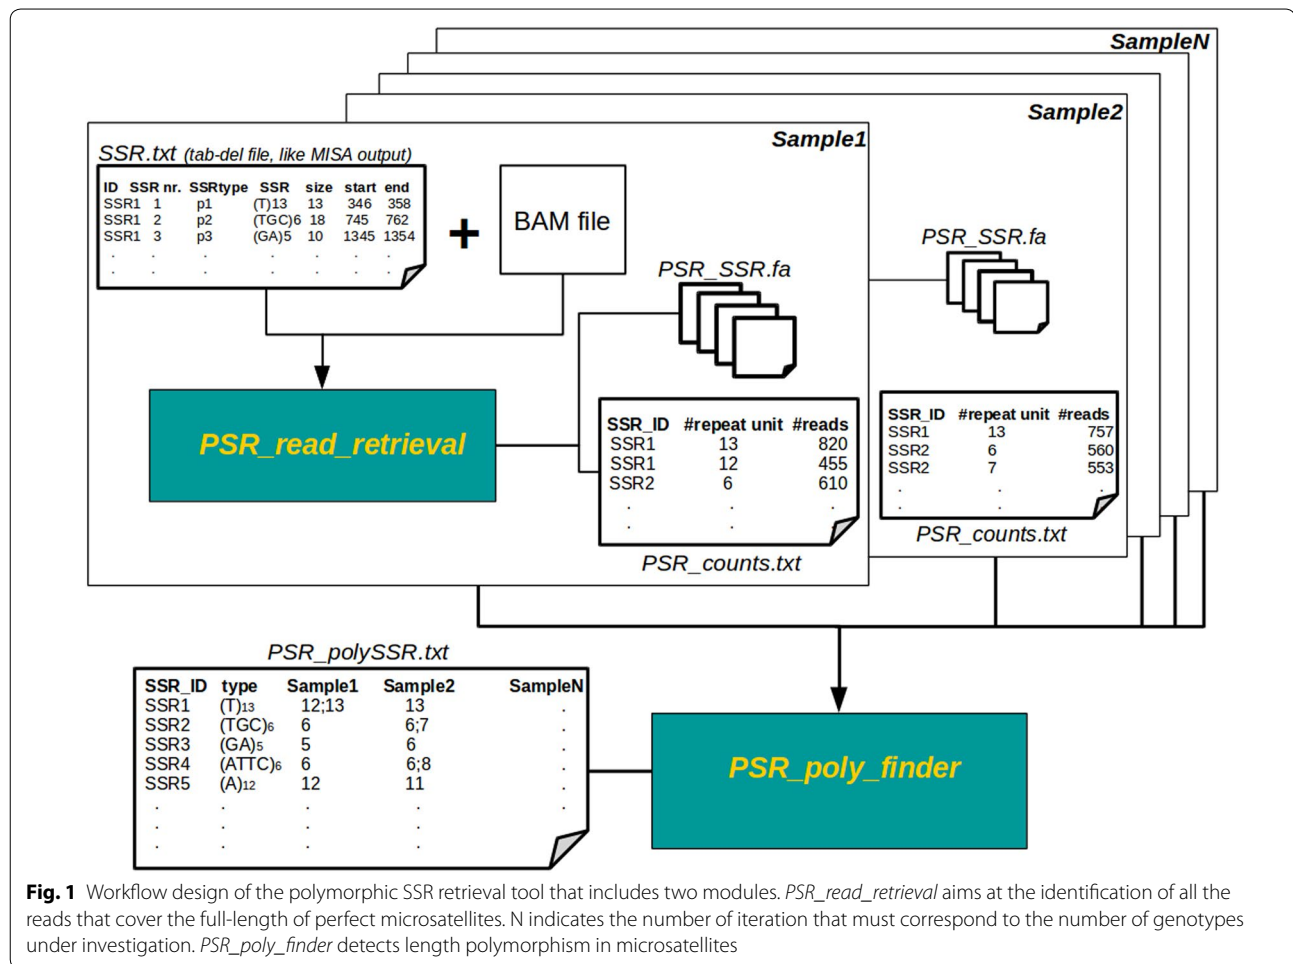 SampleN
Sample2
Sample1
SSR.txt (tab-del file, like MISA output)
ID SSR nr. SSRtype SSR size start end
SSR1 1 p1 (T)13 13 346 358
SSR1 2 p2 (TGC)6 18 745 762
SSR1 3 p3 (GA)5 10 1345 1354
. . . . . . .
. . . . . . .
+
BAM file
PSR_SSR.fa
PSR_SSR.fa
PSR_read_retrieval
SSR_ID #repeat unit #reads
SSR1 13 820
SSR1 12 455
SSR2 6 610
. . .
. . .
PSR_counts.txt
SSR_ID #repeat unit #reads
SSR1 13 757
SSR2 6 560
SSR2 7 553
. . .
. . .
PSR_counts.txt
PSR_polySSR.txt
SSR_ID type Sample1 Sample2 SampleN
SSR1 (T)13 12;13 13 .
SSR2 (TGC)6 6 6;7 .
SSR3 (GA)5 5 6 .
SSR4 (ATTC)6 6 6;8 .
SSR5 (A)12 12 11 .
. . . . .
. . . .
. . . .
PSR_poly_finder
Fig. 1 Workflow design of the polymorphic SSR retrieval tool that includes two modules. PSR_read_retrieval aims at the identification of all the
reads that cover the full-length of perfect microsatellites. N indicates the number of iteration that must correspond to the number of genotypes
under investigation. PSR_poly_finder detects length polymorphism in microsatellites